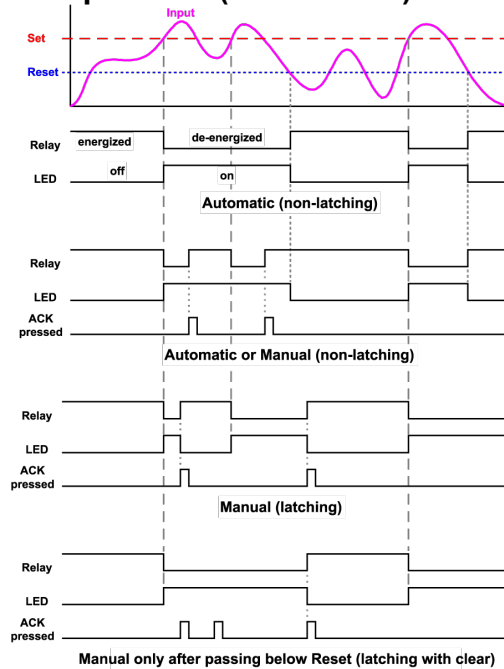 Input
Set
Reset
energized
de-energized
Relay
off
on
LED
Automatic (non-latching)
Relay
LED
ACK
pressed
Automatic or Manual (non-latching)
Relay
LED
ACK
pressed
Manual (latching)
Relay
LED
ACK
pressed
Manual only after passing below Reset (latching with clear)